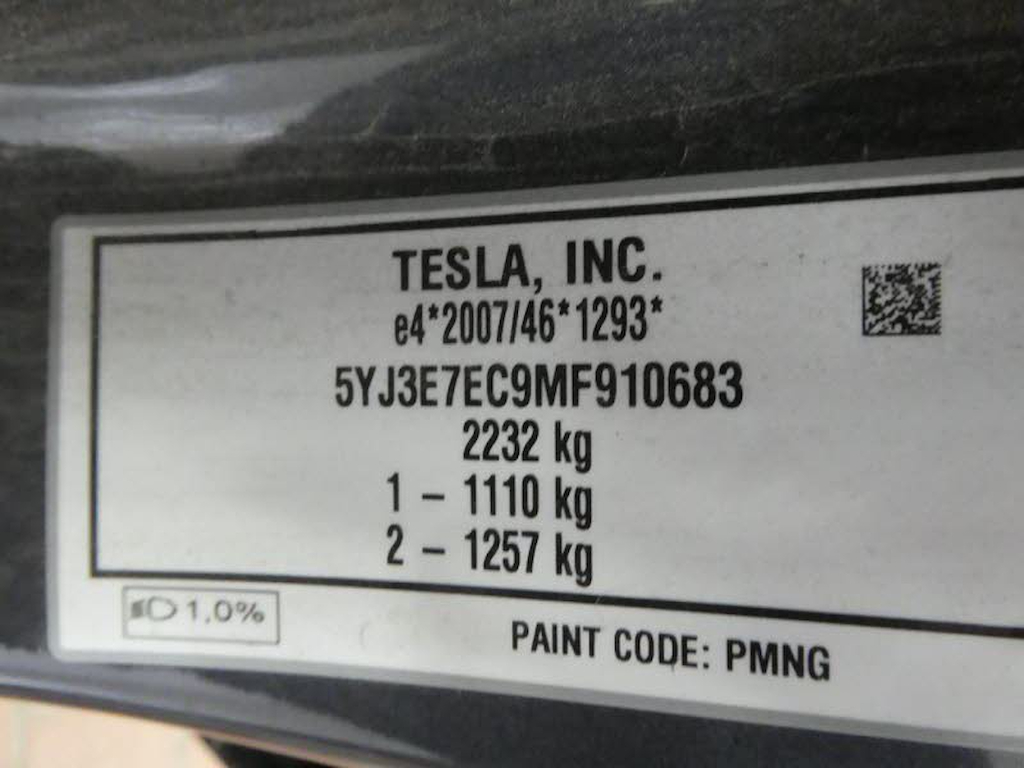 TESLA, INC.
e4*2007/46*1293*
5YJ3E7EC9MF910683
2232 kg
1 – 1110 kg
2 – 1257 kg
1,0%
PAINT CODE: PMNG